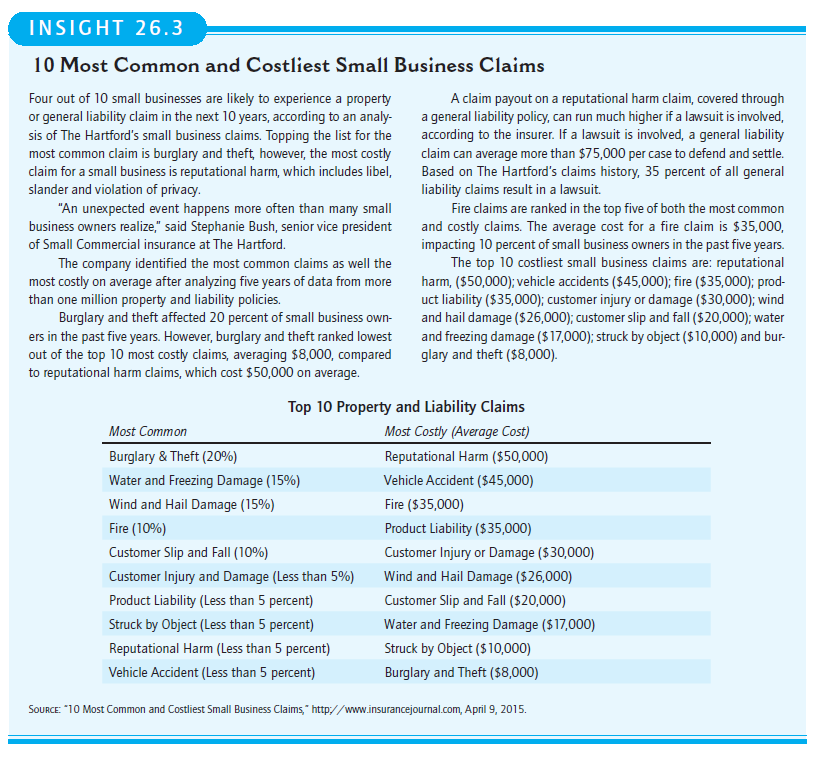 INSIGHT 26.3
10 Most Common and Costliest Small Business Claims
Four out of 10 small businesses are likely to experience a property
or general liability claim in the next 10 years, according to an analy-
sis of The Hartford's small business claims. Topping the list for the
most common claim is burglary and theft, however, the most costly
claim for a small business is reputational harm, which includes libel,
slander and violation of privacy.
"An unexpected event happens more often than many small
business owners realize," said Stephanie Bush, senior vice president
of Small Commercial insurance at The Hartford.
The company identified the most common claims as well the
most costly on average after analyzing five years of data from more
than one million property and liability policies.
Burglary and theft affected 20 percent of small business own-
ers in the past five years. However, burglary and theft ranked lowest
out of the top 10 most costly claims, averaging $8,000, compared
to reputational harm claims, which cost $50,000 on average.
A claim payout on a reputational harm claim, covered through
a general liability policy, can run much higher if a lawsuit is involved,
according to the insurer. If a lawsuit is involved, a general liability
claim can average more than $75,000 per case to defend and settle.
Based on The Hartford's claims history, 35 percent of all general
liability claims result in a lawsuit.
Fire claims are ranked in the top five of both the most common
and costly claims. The average cost for a fire claim is $35,000,
impacting 10 percent of small business owners in the past five years.
The top 10 costliest small business claims are: reputational
harm, ($50,000); vehicle accidents ($45,000); fire ($35,000); prod-
uct liability ($35,000); customer injury or damage ($30,000); wind
and hail damage ($26,000); customer slip and fall ($20,000); water
and freezing damage ($17,000); struck by object ($10,000) and bur-
glary and theft ($8,000).
Top 10 Property and Liability Claims
Most Common Most Costly (Average Cost)
Burglary & Theft (20%) Reputational Harm ($50,000)
Water and Freezing Damage (15%) Vehicle Accident ($45,000)
Wind and Hail Damage (15%) Fire ($35,000)
Fire (10%) Product Liability ($35,000)
Customer Slip and Fall (10%) Customer Injury or Damage ($30,000)
Customer Injury and Damage (Less than 5%) Wind and Hail Damage ($26,000)
Product Liability (Less than 5 percent) Customer Slip and Fall ($20,000)
Struck by Object (Less than 5 percent) Water and Freezing Damage ($17,000)
Reputational Harm (Less than 5 percent) Struck by Object ($10,000)
Vehicle Accident (Less than 5 percent) Burglary and Theft ($8,000)
SOURCE: "10 Most Common and Costliest Small Business Claims," http://www.insurancejournal.com, April 9, 2015.